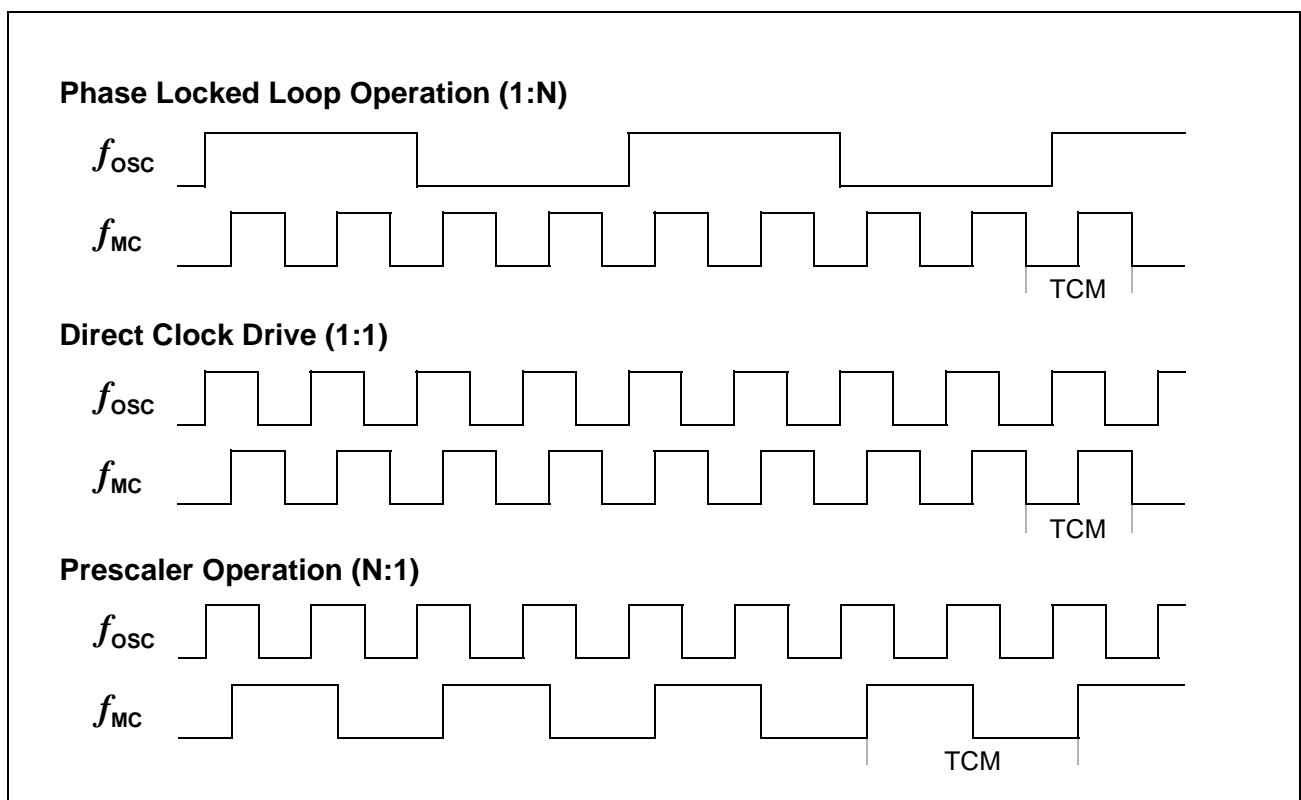 Phase Locked Loop Operation (1:N)
fOSC
fMC
TCM
Direct Clock Drive (1:1)
fOSC
fMC
TCM
Prescaler Operation (N:1)
fOSC
fMC
TCM